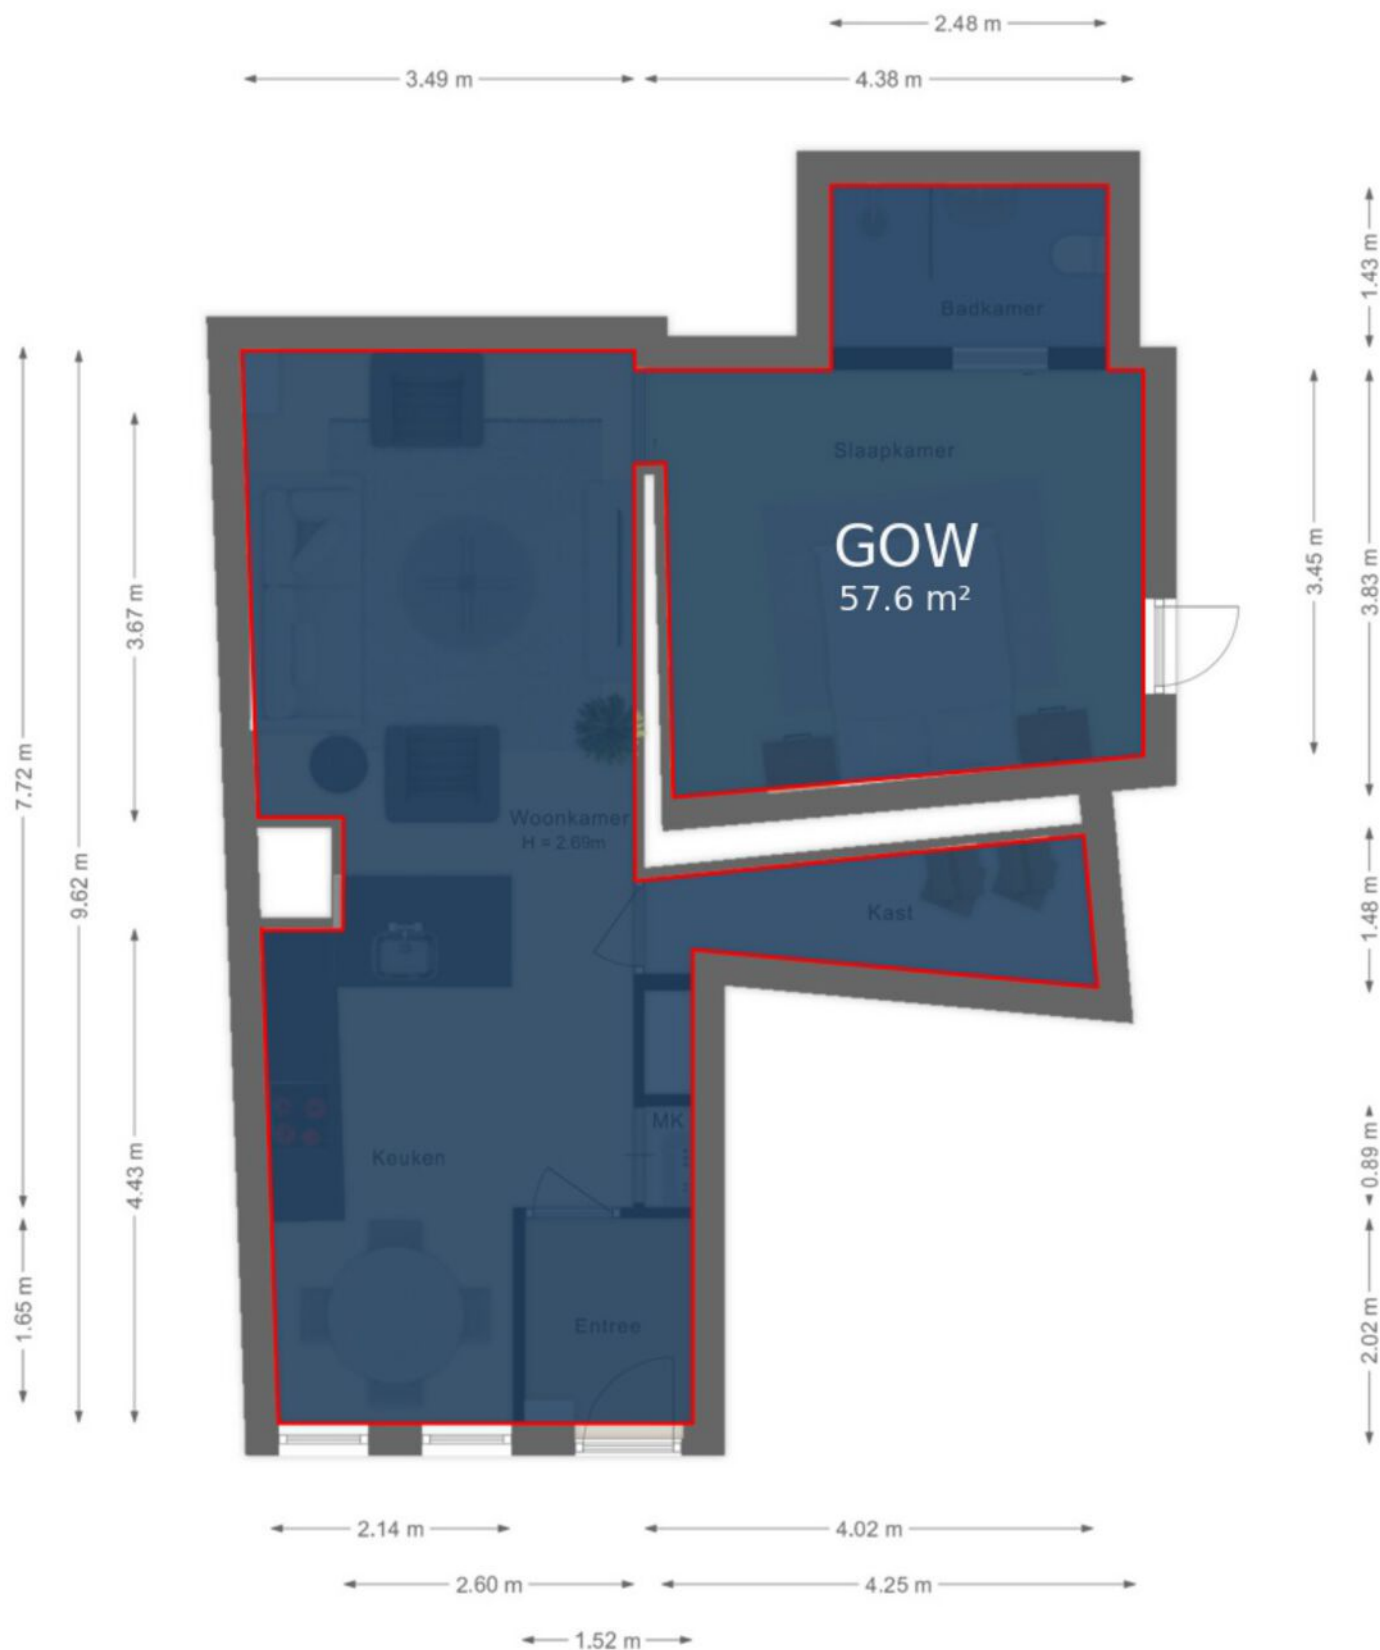 2.48 m
3.49 m
4.38 m
1.43 m
Badkamer
Slaapkamer
GOW
57.6 m²
3.45 m
3.83 m
3.67 m
7.72 m
9.62 m
Woonkamer
H = 2.69m
Kast
1.48 m
MK
0.89 m
Keuken
4.43 m
1.65 m
Entree
2.02 m
2.14 m
4.02 m
2.60 m
4.25 m
1.52 m